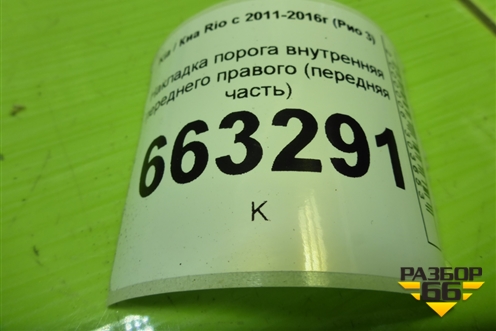 Kia / Киа Rio с 2011-2016г (Рио 3)
Накладка порога внутренняя
переднего правого (передняя
часть)
663291
К
РАЗБОР
66